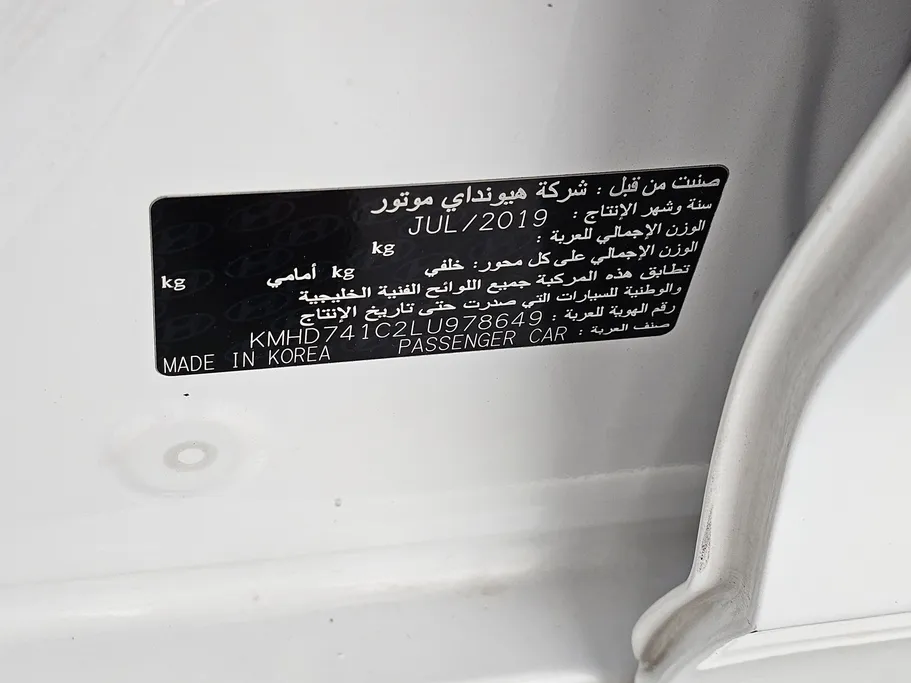 صنت من قبل : شركة هيونداي موتور
سنة وشهر الإنتاج : JUL/2019
الوزن الإجمالي للعربة : kg
الوزن الإجمالي على كل محور: خلفي kg أمامي kg
تطابق هذه المركبة جميع اللوائح الفنية الخليجية
والوطنية للسيارات التي صدرت حتى تاريخ الإنتاج
رقم الهوية للعربة : KMHD741C2LU978649
صنف العربة : PASSENGER CAR
MADE IN KOREA